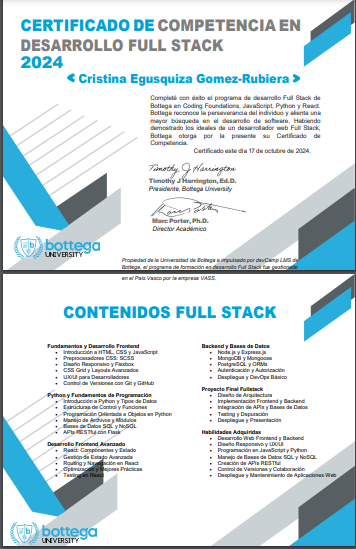 CERTIFICADO DE COMPETENCIA EN
DESARROLLO FULL STACK
2024
Cristina Egusquiza Gomez-Rubiera
Completé con éxito el programa de desarrollo Full Stack de
Bottega en Coding Foundations, JavaScript, Python y React.
Bottega reconoce la perseverancia del individuo y alienta una
mayor búsqueda en el desarrollo de software. Habiendo
demostrado los ideales de un desarrollador web Full Stack,
Bottega otorga por la presente su Certificado de
Competencia.
Certificado este día 17 de octubre de 2024.
Timothy J Harrington
Timothy J Harrington, Ed.D.
Presidente, Bottega University
Marc Porter, Ph.D.
Director Académico
bottega
UNIVERSITY
Propiedad de la Universidad de Bottega e impulsado por devCamp LMS de
Bottega, el programa de formación en desarrollo Full Stack fue gestionado
en el País Vasco por la empresa VASS.
CONTENIDOS FULL STACK
Fundamentos y Desarrollo Frontend
• Introducción a HTML, CSS y JavaScript
• Preprocesadores CSS: SCSS
• Diseño Responsivo y Flexbox
• CSS Grid y Layouts Avanzados
• UX/UI para Desarrolladores
• Control de Versiones con Git y GitHub
Python y Fundamentos de Programación
• Introducción a Python y Tipos de Datos
• Estructuras de Control y Funciones
• Programación Orientada a Objetos en Python
• Manejo de Archivos y Módulos
• Bases de Datos SQL y NoSQL
• APIs RESTful con Flask
Desarrollo Frontend Avanzado
• React: Componentes y Estado
• Gestión de Estado Avanzada
• Routing y Navegación en React
• Optimización y Mejores Prácticas
• Testing en React
Backend y Bases de Datos
• Node.js y Express.js
• MongoDB y Mongoose
• PostgreSQL y ORMs
• Autenticación y Autorización
• Despliegue y DevOps Básico
Proyecto Final Fullstack
• Diseño de Arquitectura
• Implementación Frontend y Backend
• Integración de APIs y Bases de Datos
• Testing y Depuración
• Despliegue y Presentación
Habilidades Adquiridas
• Desarrollo Web Frontend y Backend
• Diseño Responsivo y UX/UI
• Programación en JavaScript y Python
• Manejo de Bases de Datos SQL y NoSQL
• Creación de APIs RESTful
• Control de Versiones y Colaboración
• Despliegue y Mantenimiento de Aplicaciones Web
bottega
UNIVERSITY